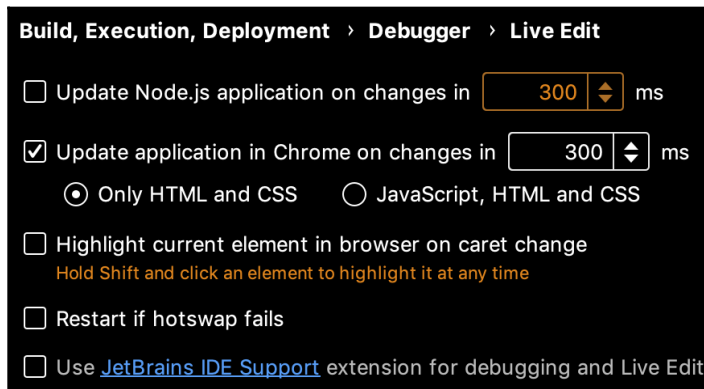 Build, Execution, Deployment › Debugger › Live Edit
Update Node.js application on changes in 300 ms
Update application in Chrome on changes in 300 ms
Only HTML and CSS JavaScript, HTML and CSS
Highlight current element in browser on caret change
Hold Shift and click an element to highlight it at any time
Restart if hotswap fails
Use JetBrains IDE Support extension for debugging and Live Edit